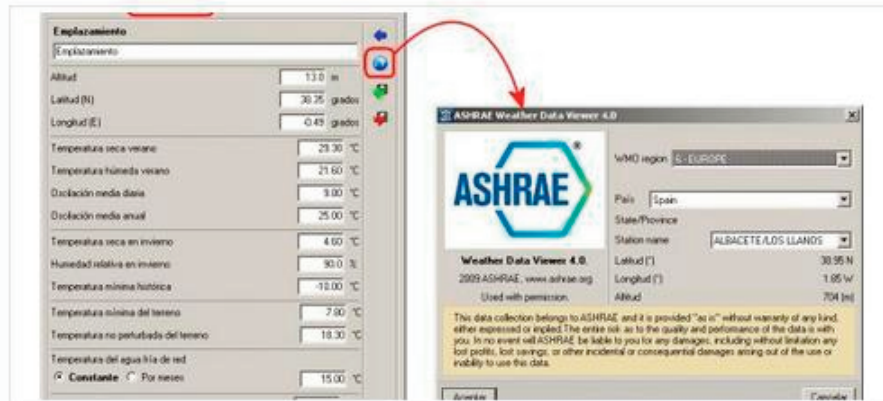 Emplazamiento
Emplazamiento
Altitud 13.0 m
Latitud (N) 38.35 grados
Longitud (E) -0.49 grados
Temperatura seca verano 29.30 °C
Temperatura húmeda verano 21.60 °C
Oscilación media diaria 9.00 °C
Oscilación media anual 25.00 °C
Temperatura seca en invierno 4.60 °C
Humedad relativa en invierno 90.0 %
Temperatura mínima histórica -10.00 °C
Temperatura mínima del terreno 7.80 °C
Temperatura no perturbada del terreno 18.30 °C
Temperatura del agua fría de red
Constante Por meses 15.00 °C
ASHRAE Weather Data Viewer 4.0
ASHRAE
®
Weather Data Viewer 4.0.
2009 ASHRAE, www.ashrae.org
Used with permission.
WMO region 6 - EUROPE
País Spain
State/Province
Station name ALBACETE/LOS LLANOS
Latitud (°) 38.95 N
Longitud (°) 1.85 W
Altitud 704 (m)
This data collection belongs to ASHRAE and it is provided "as is" without warranty of any kind,
either expressed or implied. The entire risk as to the quality and performance of the data is with
you. In no event will ASHRAE be liable to you for any damages, including without limitation any
lost profits, lost savings, or other incidental or consequential damages arising out of the use or
inability to use this data.
Aceptar
Cancelar